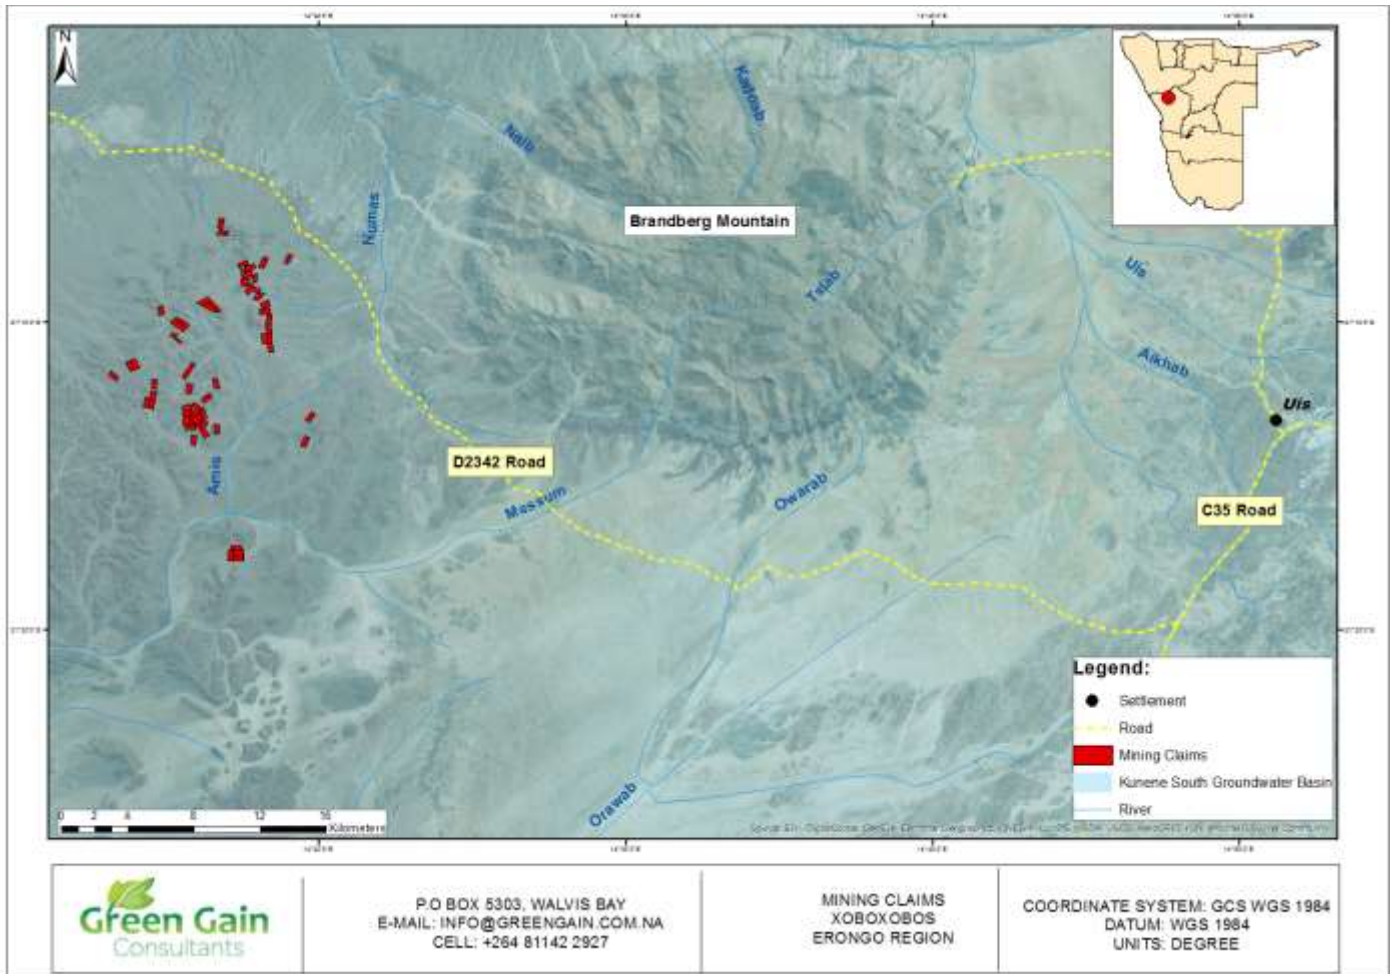 N
Naib
Karoab
Numas
Brandberg Mountain
Tsisab
Uis
Aikhab
Uis
D2342 Road
Messum
Owarab
C35 Road
Amis
Orawab
Legend:
Settlement
Road
Mining Claims
Kunene South Groundwater Basin
River
0 2 4 8 12 16
Kilometers
Green Gain
Consultants
P.O BOX 5303, WALVIS BAY
E-MAIL: INFO@GREENGAIN.COM.NA
CELL: +264 81142 2927
MINING CLAIMS
XOBOXOBOS
ERONGO REGION
COORDINATE SYSTEM: GCS WGS 1984
DATUM: WGS 1984
UNITS: DEGREE